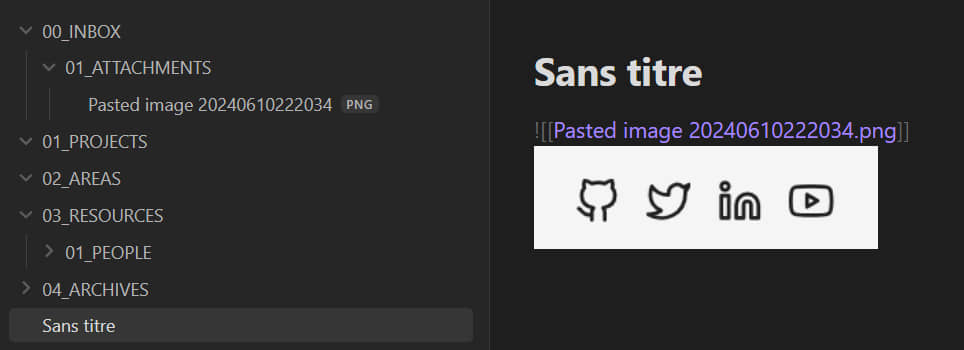 00_INBOX
01_ATTACHMENTS
Pasted image 20240610222034 PNG
01_PROJECTS
02_AREAS
03_RESOURCES
01_PEOPLE
04_ARCHIVES
Sans titre
Sans titre
![[Pasted image 20240610222034.png]]
in